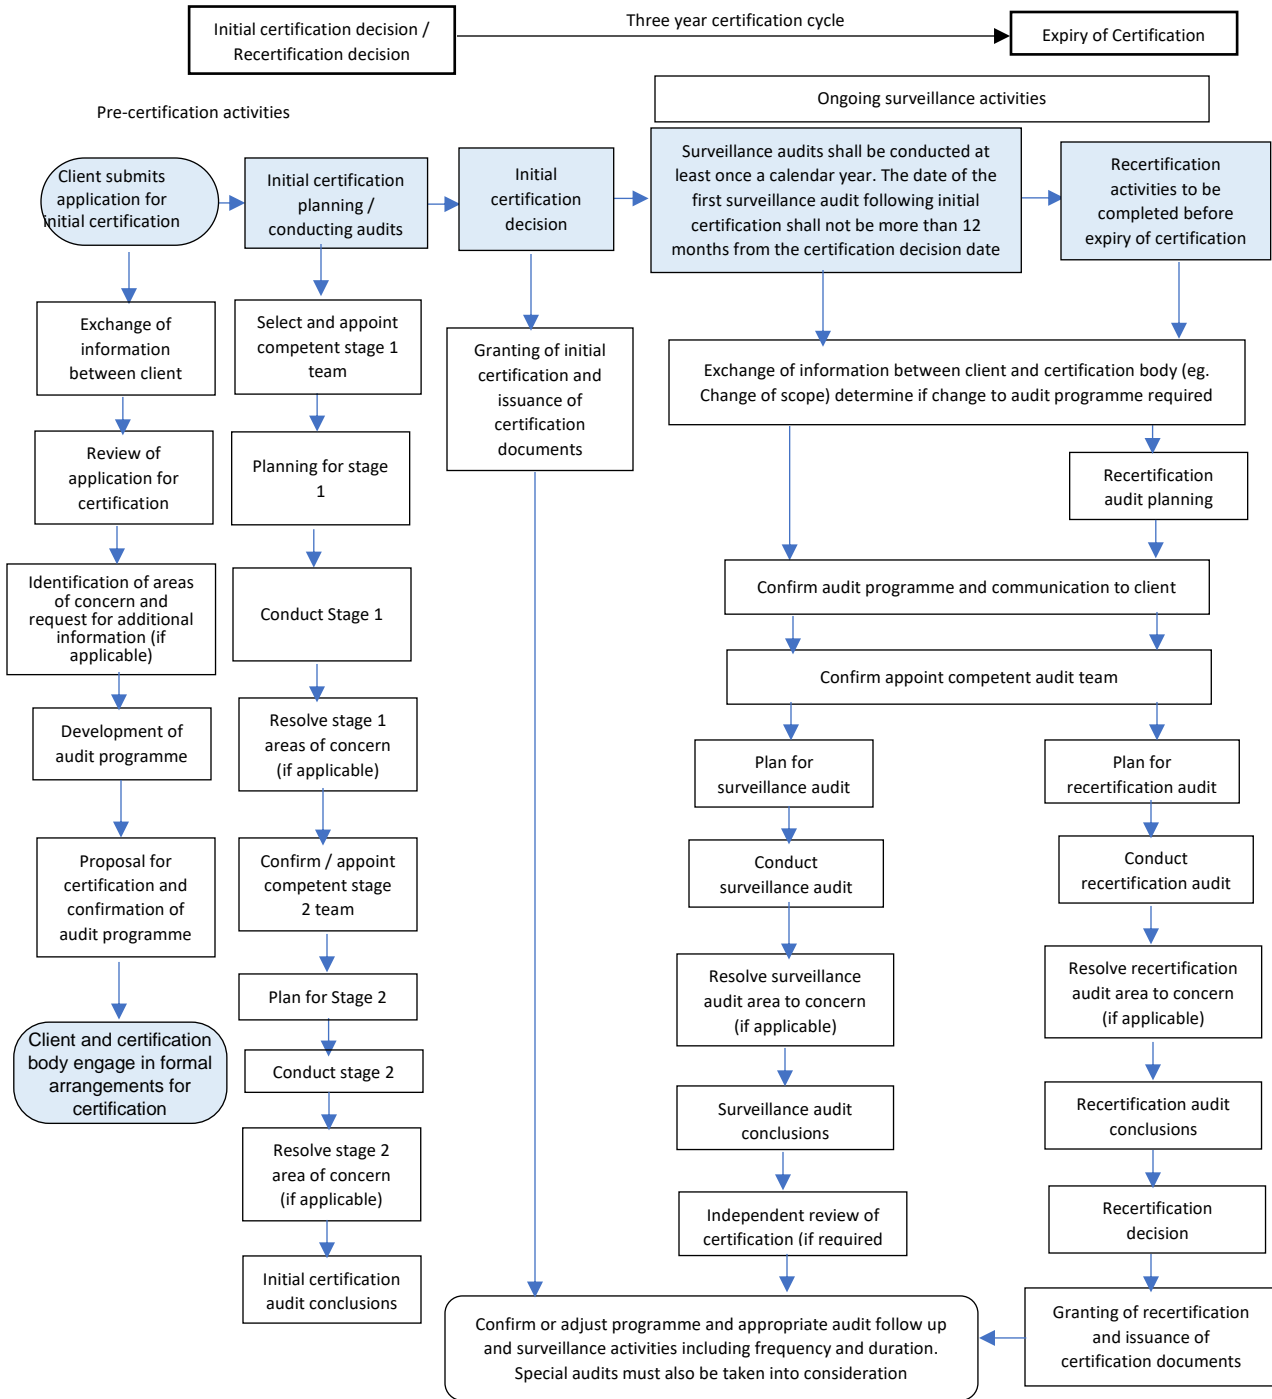 Three year certification cycle
Initial certification decision /
Recertification decision
Expiry of Certification
Pre-certification activities
Ongoing surveillance activities
Client submits
application for
initial certification
Initial certification
planning /
conducting audits
Initial
certification
decision
Surveillance audits shall be conducted at
least once a calendar year. The date of the
first surveillance audit following initial
certification shall not be more than 12
months from the certification decision date
Recertification
activities to be
completed before
expiry of certification
Exchange of
information
between client
Review of
application for
certification
Identification of areas
of concern and
request for additional
information (if
applicable)
Development of
audit programme
Proposal for
certification and
confirmation of
audit programme
Client and certification
body engage in formal
arrangements for
certification
Select and appoint
competent stage 1
team
Planning for stage
1
Conduct Stage 1
Resolve stage 1
areas of concern
(if applicable)
Confirm / appoint
competent stage
2 team
Plan for Stage 2
Conduct stage 2
Resolve stage 2
area of concern
(if applicable)
Initial certification
audit conclusions
Granting of initial
certification and
issuance of
certification
documents
Exchange of information between client and certification body (eg.
Change of scope) determine if change to audit programme required
Recertification
audit planning
Confirm audit programme and communication to client
Confirm appoint competent audit team
Plan for
surveillance audit
Conduct
surveillance audit
Resolve surveillance
audit area to concern
(if applicable)
Surveillance audit
conclusions
Independent review of
certification (if required
Plan for
recertification audit
Conduct
recertification audit
Resolve recertification
audit area to concern
(if applicable)
Recertification audit
conclusions
Recertification
decision
Granting of recertification
and issuance of
certification documents
Confirm or adjust programme and appropriate audit follow up
and surveillance activities including frequency and duration.
Special audits must also be taken into consideration